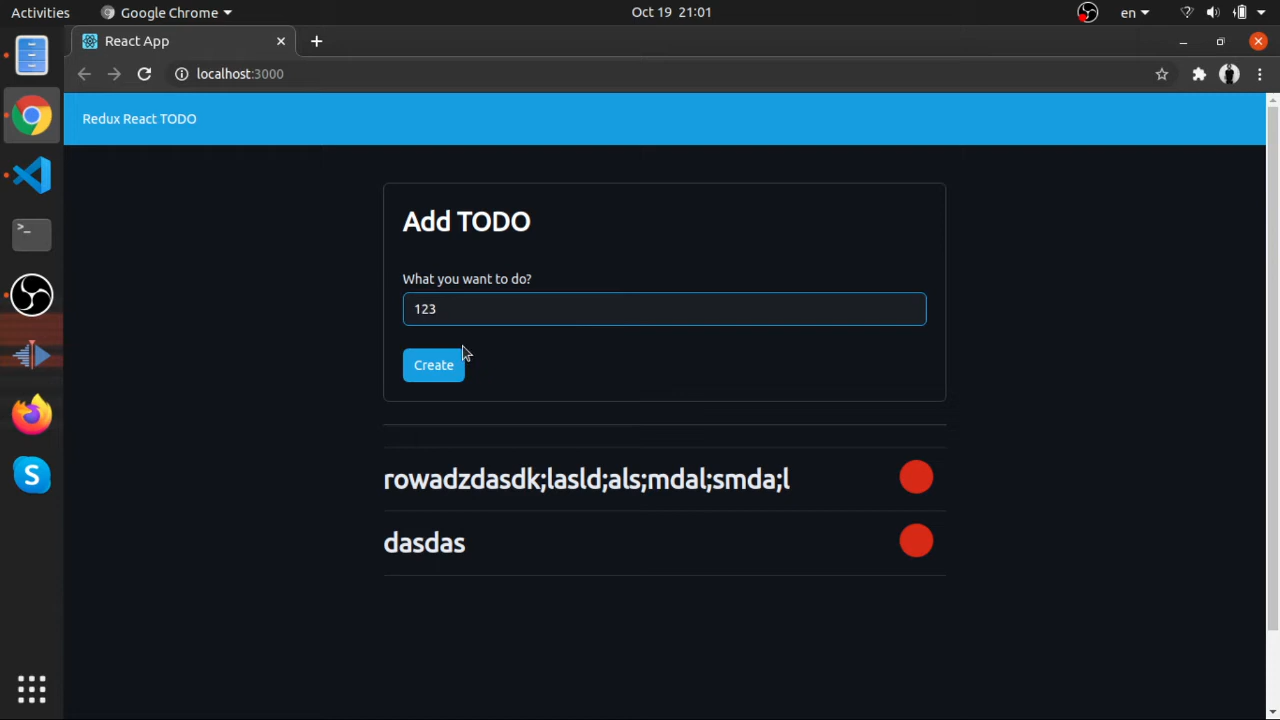 Activities
Google Chrome
Oct 19 21:01
en
React App
localhost:3000
Redux React TODO
Add TODO
What you want to do?
123
Create
rowadzdasdk;lasld;als;mdal;smda;l
dasdas